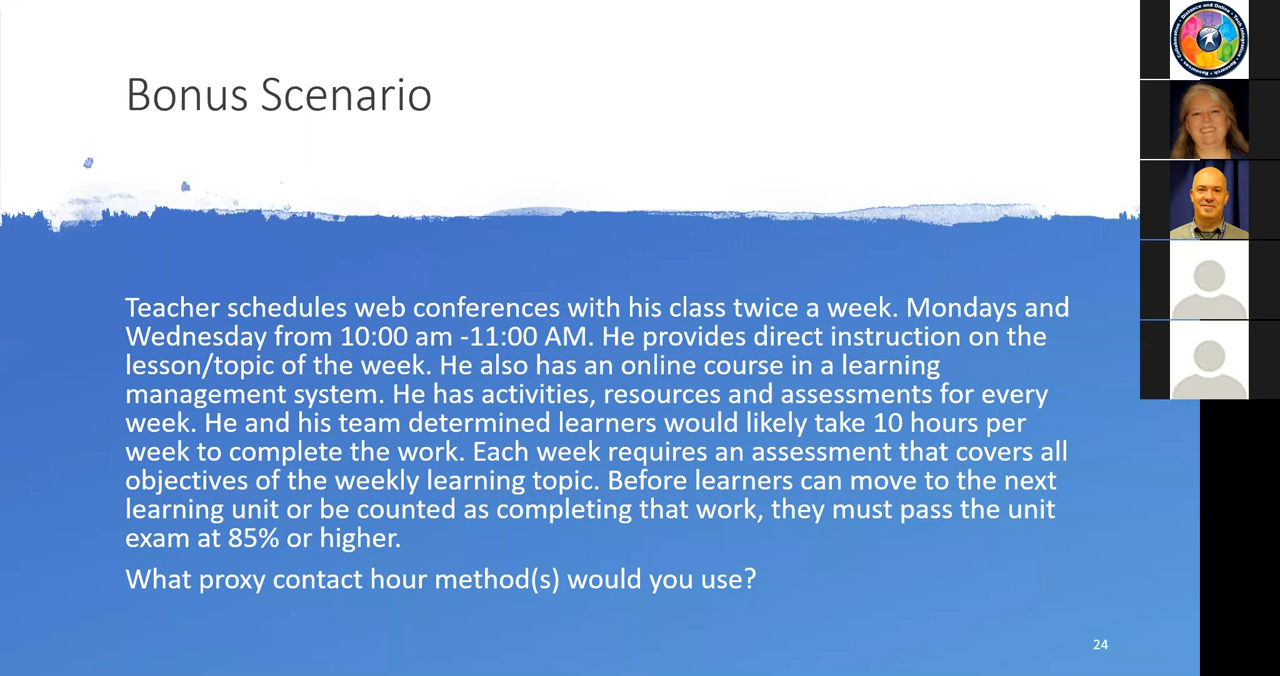 Bonus Scenario
Teacher schedules web conferences with his class twice a week. Mondays and
Wednesday from 10:00 am -11:00 AM. He provides direct instruction on the
lesson/topic of the week. He also has an online course in a learning
management system. He has activities, resources and assessments for every
week. He and his team determined learners would likely take 10 hours per
week to complete the work. Each week requires an assessment that covers all
objectives of the weekly learning topic. Before learners can move to the next
learning unit or be counted as completing that work, they must pass the unit
exam at 85% or higher.
What proxy contact hour method(s) would you use?
24